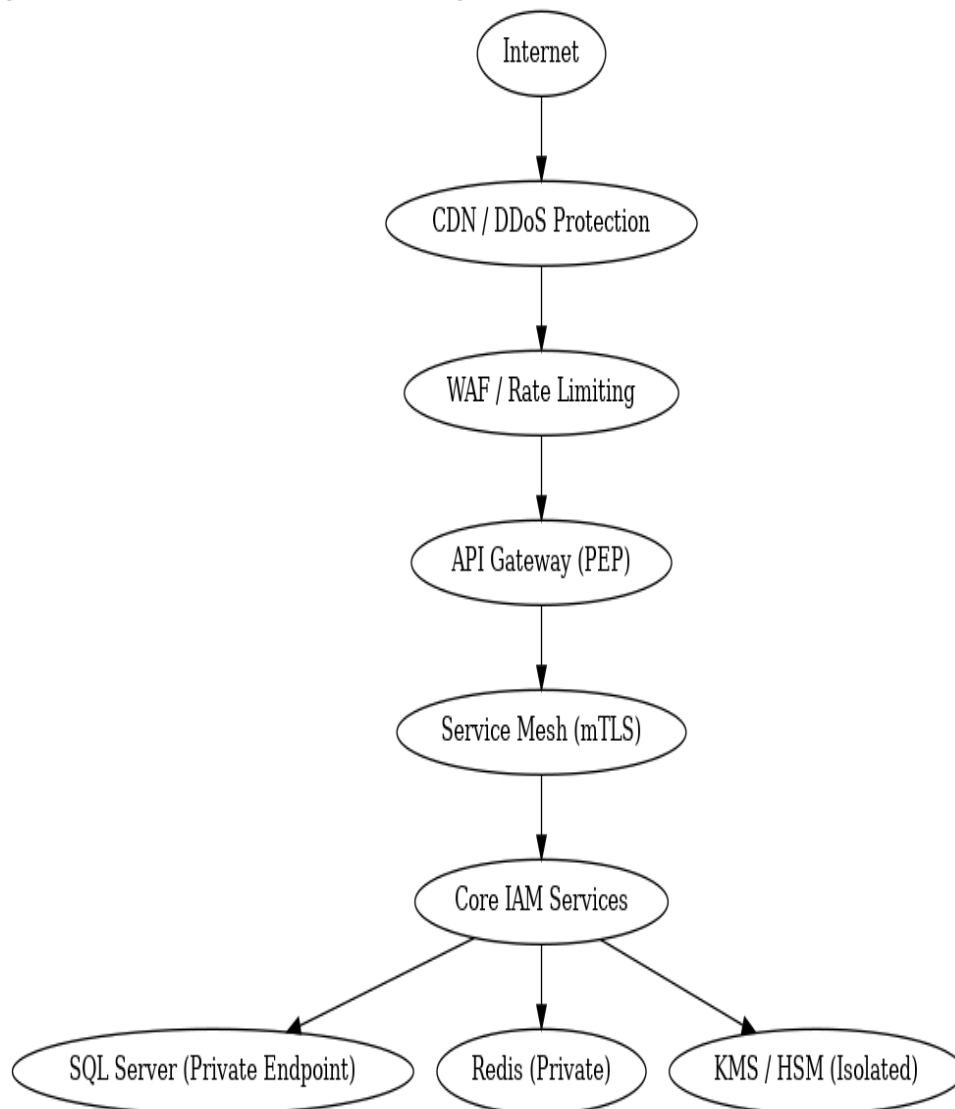 Internet
CDN / DDoS Protection
WAF / Rate Limiting
API Gateway (PEP)
Service Mesh (mTLS)
Core IAM Services
SQL Server (Private Endpoint)
Redis (Private)
KMS / HSM (Isolated)